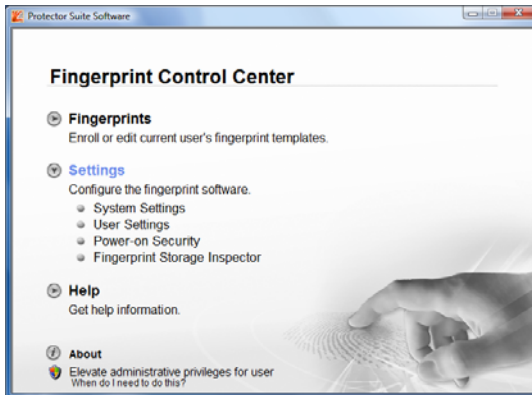 Protector Suite Software
Fingerprint Control Center
Fingerprints
Enroll or edit current user's fingerprint templates.
Settings
Configure the fingerprint software.
System Settings
User Settings
Power-on Security
Fingerprint Storage Inspector
Help
Get help information.
About
Elevate administrative privileges for user
When do I need to do this?